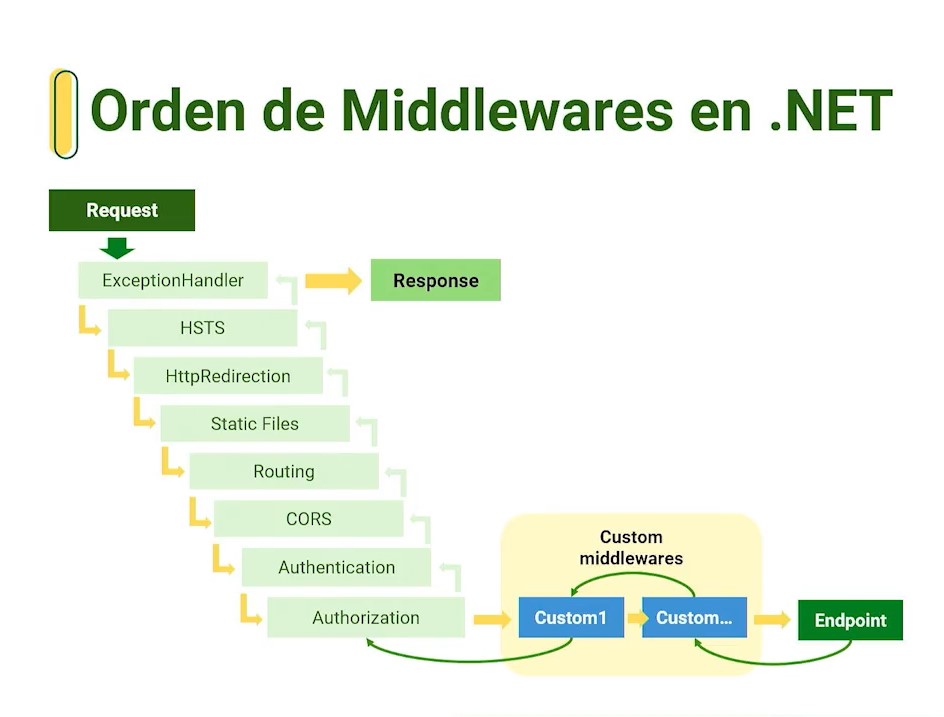 Orden de Middlewares en .NET
Request
ExceptionHandler
Response
HSTS
HttpRedirection
Static Files
Routing
CORS
Authentication
Authorization
Custom
middlewares
Custom1
Custom...
Endpoint